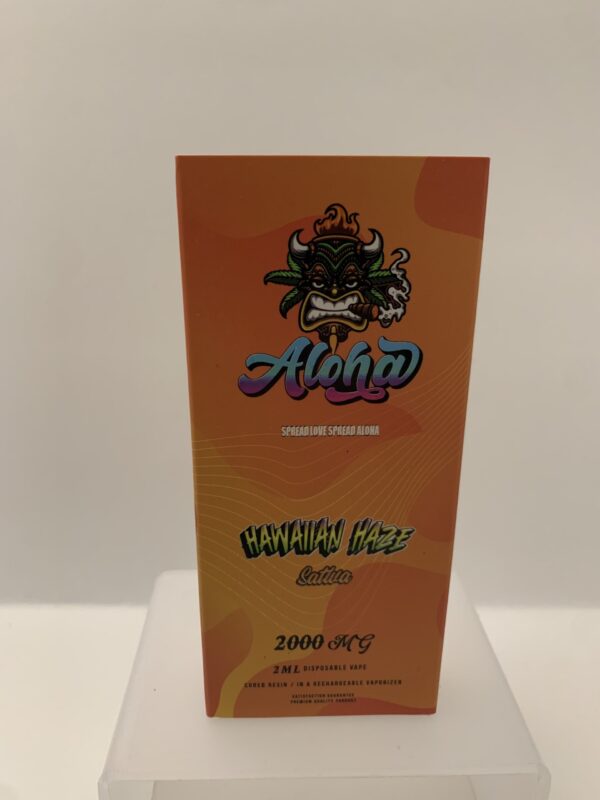 Aloha
SPREAD LOVE SPREAD ALOHA
HAWAIIAN HAZE
Sativa
2000 MG
2ML DISPOSABLE VAPE
RESIN / IN A RECHARGEABLE VAPORIZER
SATISFACTION GUARANTEE
PREMIUM QUALITY PRODUCT